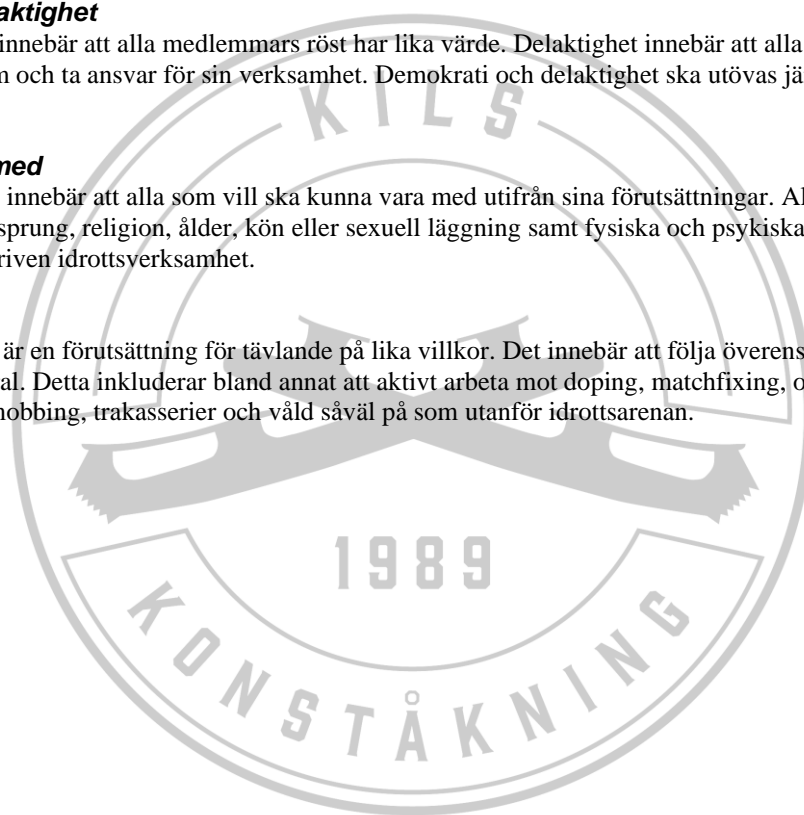 aktighet
innebär att alla medlemmars röst har lika värde. Delaktighet innebär att alla
och ta ansvar för sin verksamhet. Demokrati och delaktighet ska utövas jä
KILS
med
innebär att alla som vill ska kunna vara med utifrån sina förutsättningar. Al
sprung, religion, ålder, kön eller sexuell läggning samt fysiska och psykiska
riven idrottsverksamhet.
är en förutsättning för tävlande på lika villkor. Det innebär att följa överens
al. Detta inkluderar bland annat att aktivt arbeta mot doping, matchfixing, o
nobbing, trakasserier och våld såväl på som utanför idrottsarenan.
1989
KONSTÅKNING